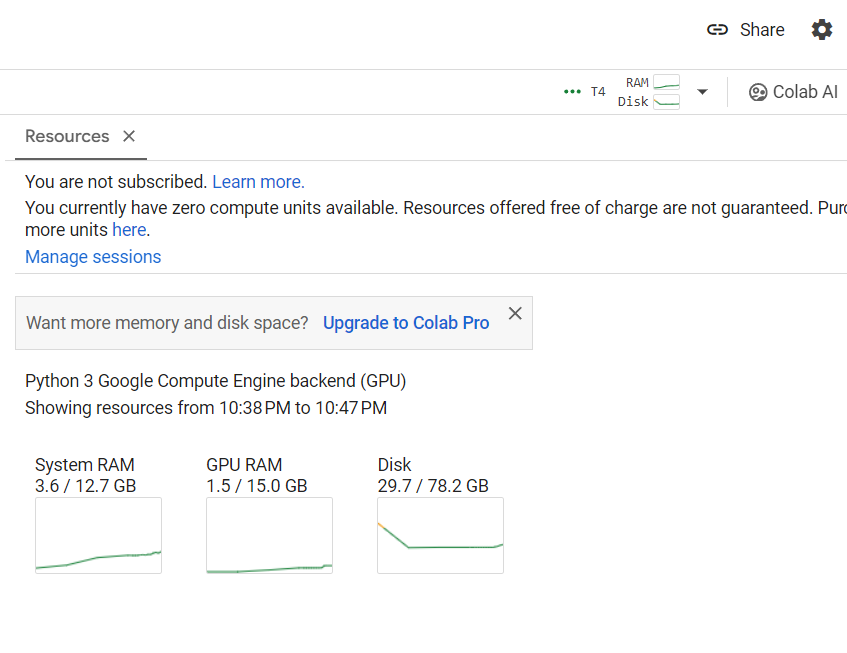 Share
T4
RAM
Disk
Colab AI
Resources
You are not subscribed. Learn more.
You currently have zero compute units available. Resources offered free of charge are not guaranteed.
more units here.
Manage sessions
Want more memory and disk space? Upgrade to Colab Pro
Python 3 Google Compute Engine backend (GPU)
Showing resources from 10:38 PM to 10:47 PM
System RAM
3.6 / 12.7 GB
GPU RAM
1.5 / 15.0 GB
Disk
29.7 / 78.2 GB